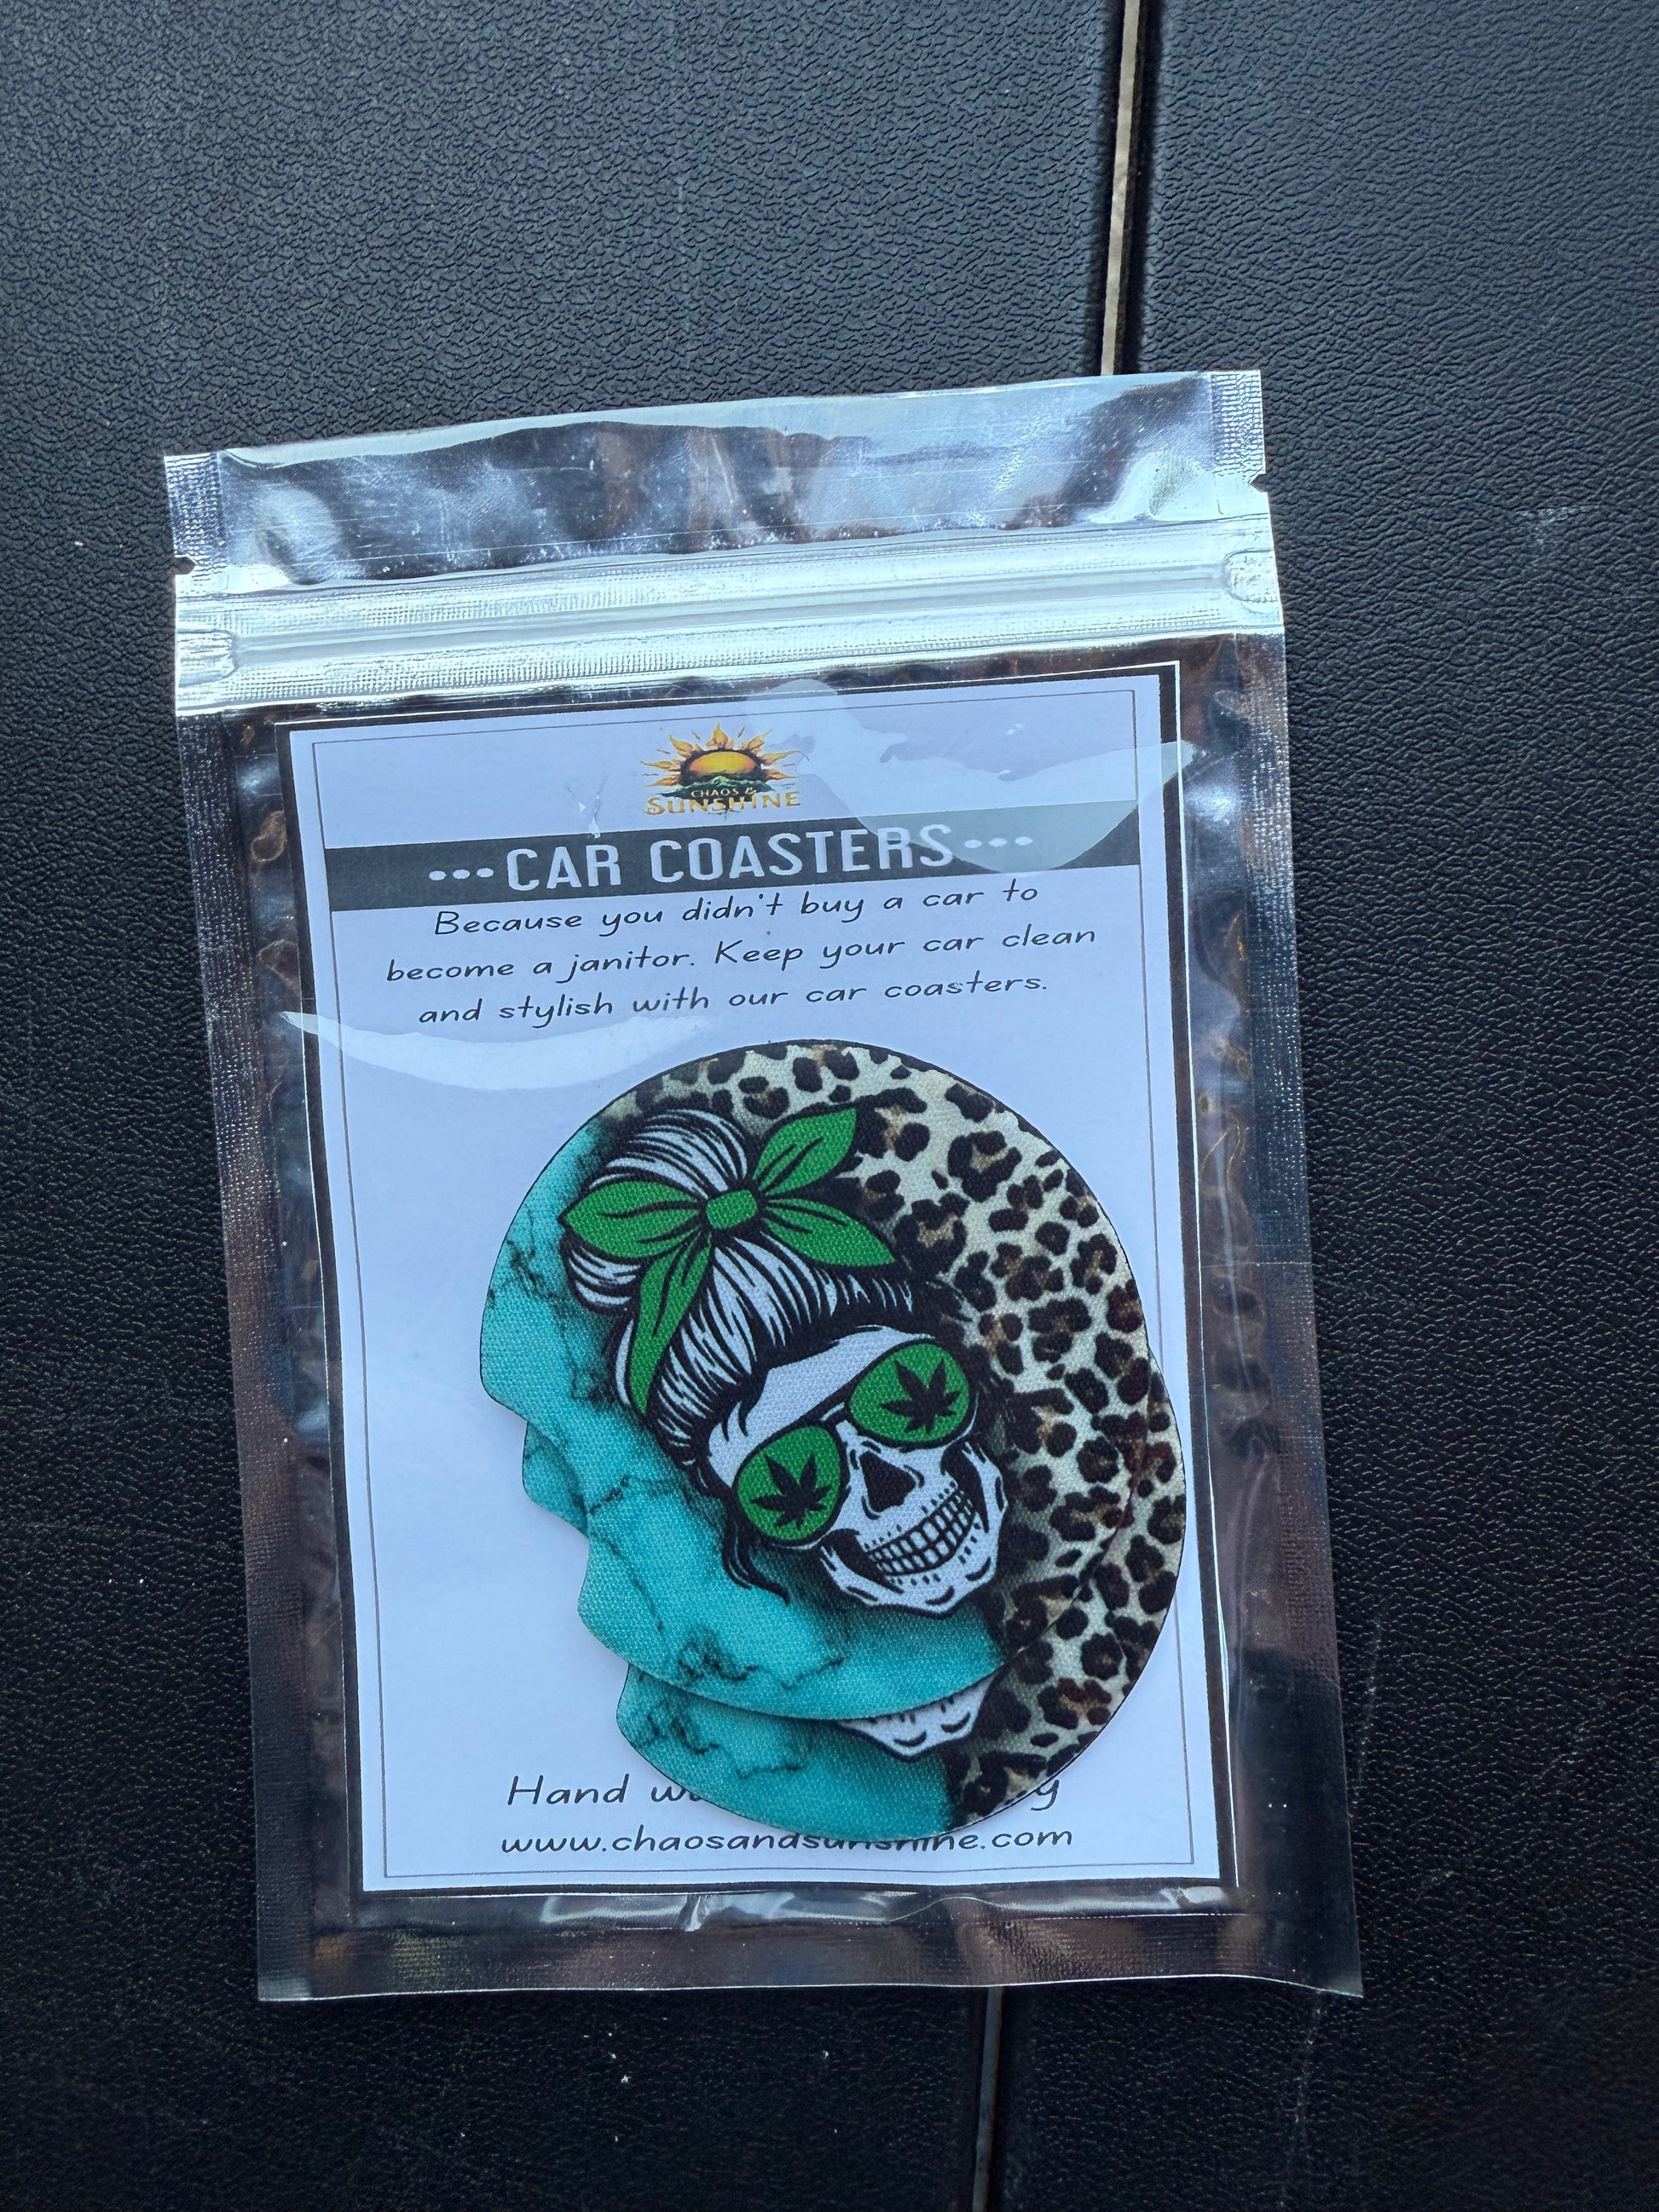 CHAOS &
SUNSHINE
•••CAR COASTERS•••
Because you didn't buy a car to
become a janitor. Keep your car clean
and stylish with our car coasters.
Hand
www.chaosandsunshine.com